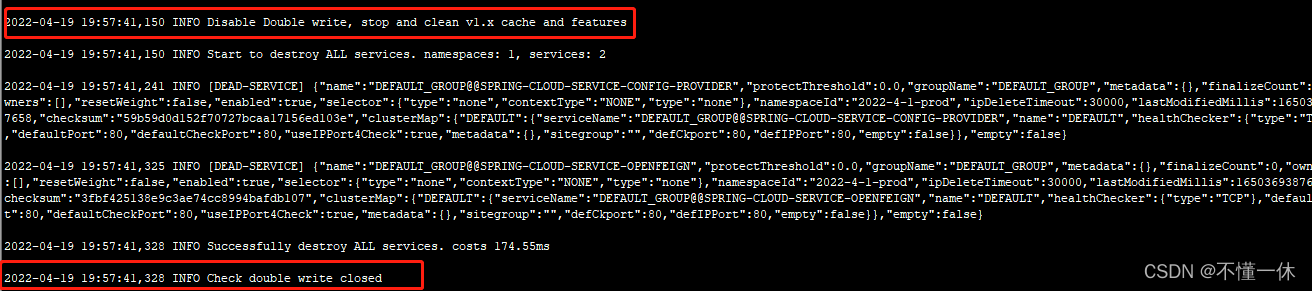 2022-04-19 19:57:41,150 INFO Disable Double write, stop and clean v1.x cache and features
2022-04-19 19:57:41,150 INFO Start to destroy ALL services. namespaces: 1, services: 2
2022-04-19 19:57:41,241 INFO [DEAD-SERVICE] {"name":"DEFAULT_GROUP@@SPRING-CLOUD-SERVICE-CONFIG-PROVIDER","protectThreshold":0.0,"groupName":"DEFAULT_GROUP","metadata":{},"finalizeCount":
wners":[],"resetWeight":false,"enabled":true,"selector":{"type":"none","contextType":"NONE","type":"none"},"namespaceId":"2022-4-1-prod","ipDeleteTimeout":30000,"lastModifiedMillis":16503
7658,"checksum":"59b59d0d152f70727bcaa17156ed103e","clusterMap":{"DEFAULT":{"serviceName":"DEFAULT_GROUP@@SPRING-CLOUD-SERVICE-CONFIG-PROVIDER","name":"DEFAULT","healthChecker":{"type":"T
,"defaultPort":80,"defaultCheckPort":80,"useIPPort4Check":true,"metadata":{},"sitegroup":"","defCkport":80,"defIPPort":80,"empty":false}},"empty":false}
2022-04-19 19:57:41,325 INFO [DEAD-SERVICE] {"name":"DEFAULT_GROUP@@SPRING-CLOUD-SERVICE-OPENFEIGN","protectThreshold":0.0,"groupName":"DEFAULT_GROUP","metadata":{},"finalizeCount":0,"own
:[],"resetWeight":false,"enabled":true,"selector":{"type":"none","contextType":"NONE","type":"none"},"namespaceId":"2022-4-1-prod","ipDeleteTimeout":30000,"lastModifiedMillis":16503693876
checksum":"3fbf425138e9c3ae74cc8994bafdb107","clusterMap":{"DEFAULT":{"serviceName":"DEFAULT_GROUP@@SPRING-CLOUD-SERVICE-OPENFEIGN","name":"DEFAULT","healthChecker":{"type":"TCP"},"defaul
t":80,"defaultCheckPort":80,"useIPPort4Check":true,"metadata":{},"sitegroup":"","defCkport":80,"defIPPort":80,"empty":false}},"empty":false}
2022-04-19 19:57:41,328 INFO Successfully destroy ALL services. costs 174.55ms
2022-04-19 19:57:41,328 INFO Check double write closed
CSDN @不懂一休